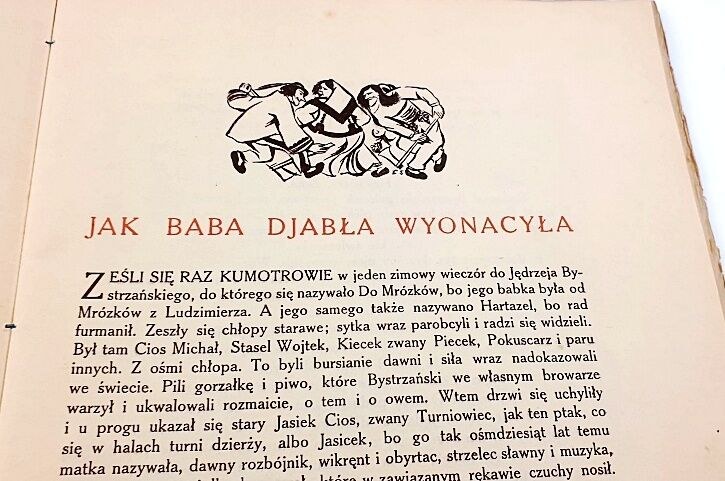 JAK BABA DJABŁA WYONACYŁA
ZEŚLI SIĘ RAZ KUMOTROWIE w jeden zimowy wieczór do Jędrzeja By-
strzańskiego, do którego się nazywało Do Mrózków, bo jego babka była od
Mrózków z Ludzimierza. A jego samego także nazywano Hartazel, bo rad
furmanił. Zeszły się chłopy starawe; sytka wraz parobcyli i radzi się widzieli.
Był tam Cios Michał, Stasel Wojtek, Kiecek zwany Piecek, Pokuscarz i paru
innych. Z ośmi chłopa. To byli bursianie dawni i siła wraz nadokozowali
we świecie. Pili gorzałkę i piwo, które Bystrzański we własnym browarze
warzył i ukwalowali rozmaicie, o tem i o owem. Wtem drzwi się uchyliły
i u progu ukazał się stary Jasiek Cios, zwany Turniowiec, jak ten ptak, co
się w halach turni dzierży, albo Jasicek, bo go tak ośmdziesiąt lat temu
matka nazywała, dawny rozbójnik, wikręnt i obyrtac, strzelec sławny i muzyka,
w zawiązanym rękawie czuchy nosił.